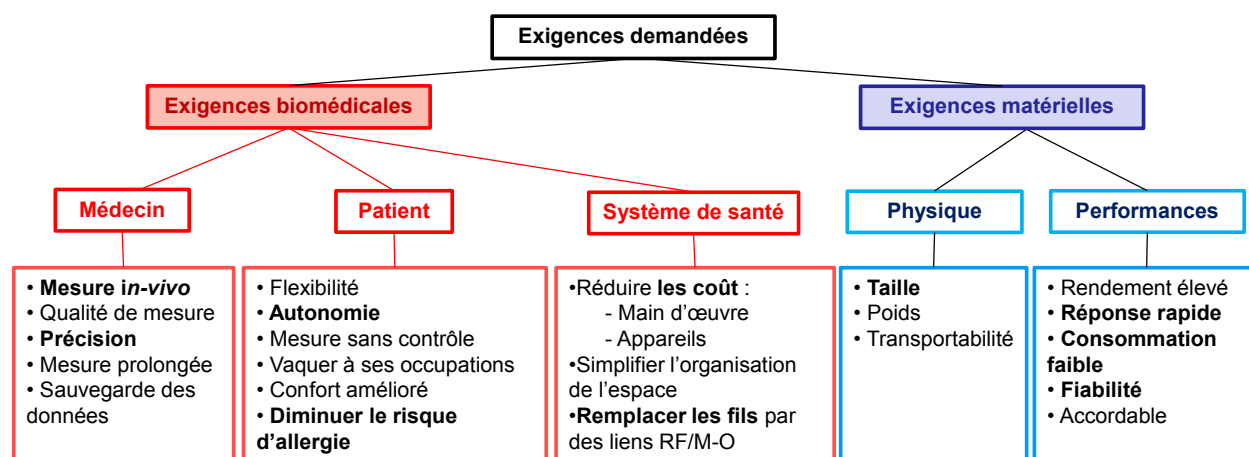 Exigences demandées
Exigences biomédicales
Exigences matérielles
Médecin
Patient
Système de santé
Physique
Performances
• Mesure in-vivo
• Qualité de mesure
• Précision
• Mesure prolongée
• Sauvegarde des
données
• Flexibilité
• Autonomie
• Mesure sans contrôle
• Vaquer à ses occupations
• Confort amélioré
• Diminuer le risque
d’allergie
•Réduire les coût :
- Main d’œuvre
- Appareils
•Simplifier l’organisation
de l’espace
•Remplacer les fils par
des liens RF/M-O
• Taille
• Poids
• Transportabilité
• Rendement élevé
• Réponse rapide
• Consommation
faible
• Fiabilité
• Accordable